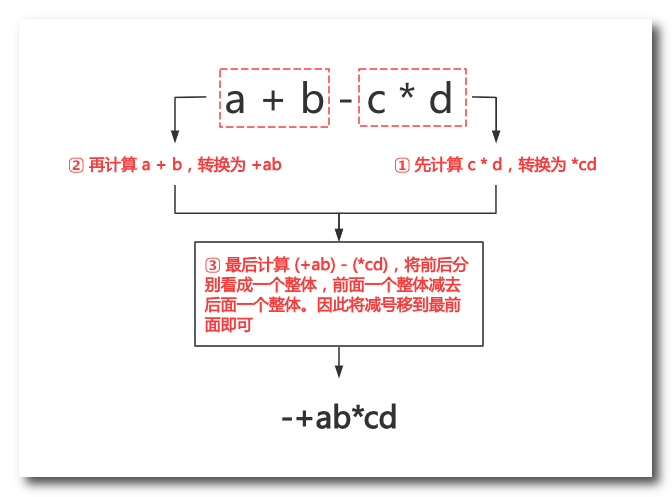 a + b - c * d
② 再计算 a + b，转换为 +ab
① 先计算 c * d，转换为 *cd
③ 最后计算 (+ab) - (*cd)，将前后分
别看成一个整体，前面一个整体减去
后面一个整体。因此将减号移到最前
面即可
-+ab*cd